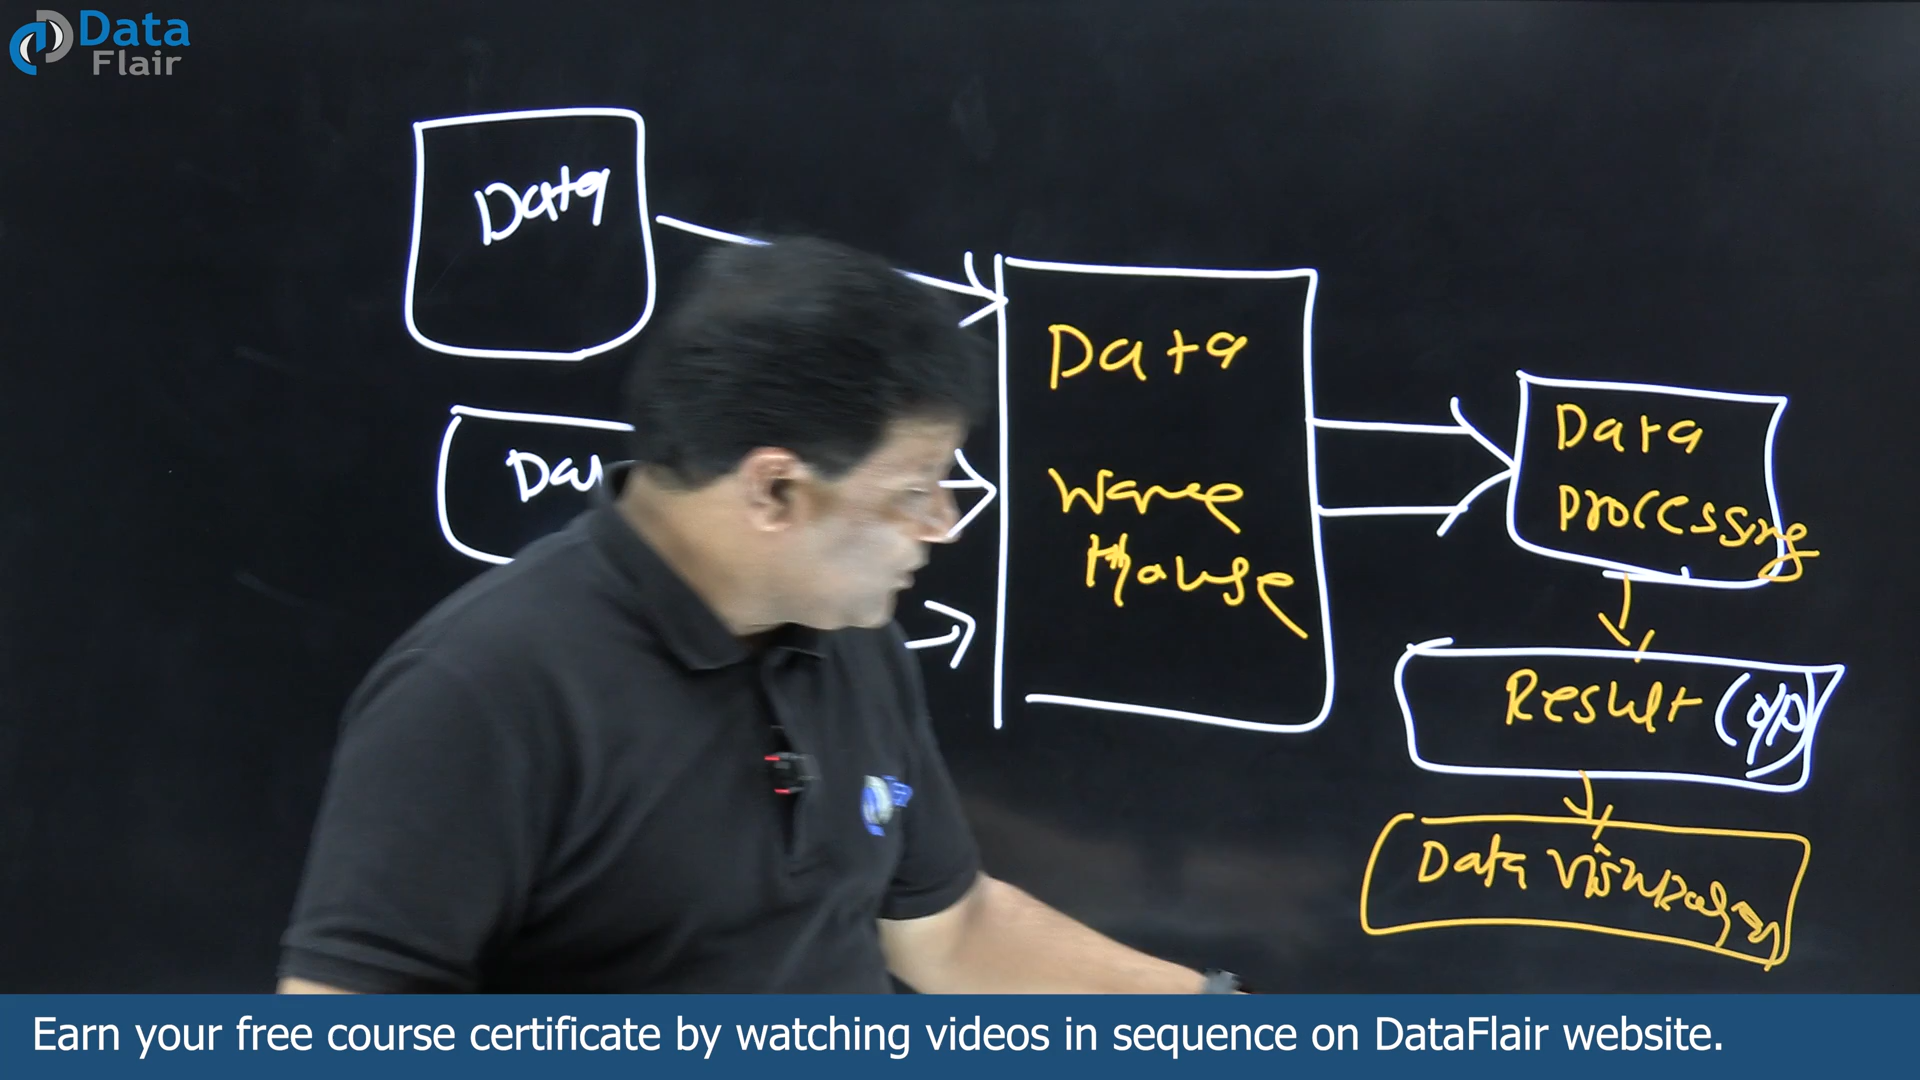 Data
Flair
Data
Data
Ware
House
Data
Processing
Result (O/P)
Data
Earn your free course certificate by watching videos in sequence on DataFlair website.